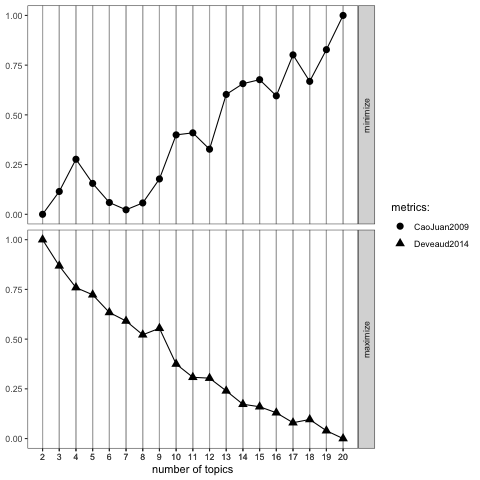 1.00
0.75
0.50
0.25
0.00
minimize
1.00
0.75
0.50
0.25
0.00
maximize
2 3 4 5 6 7 8 9 10 11 12 13 14 15 16 17 18 19 20
number of topics
metrics:
CaoJuan2009
Deveaud2014